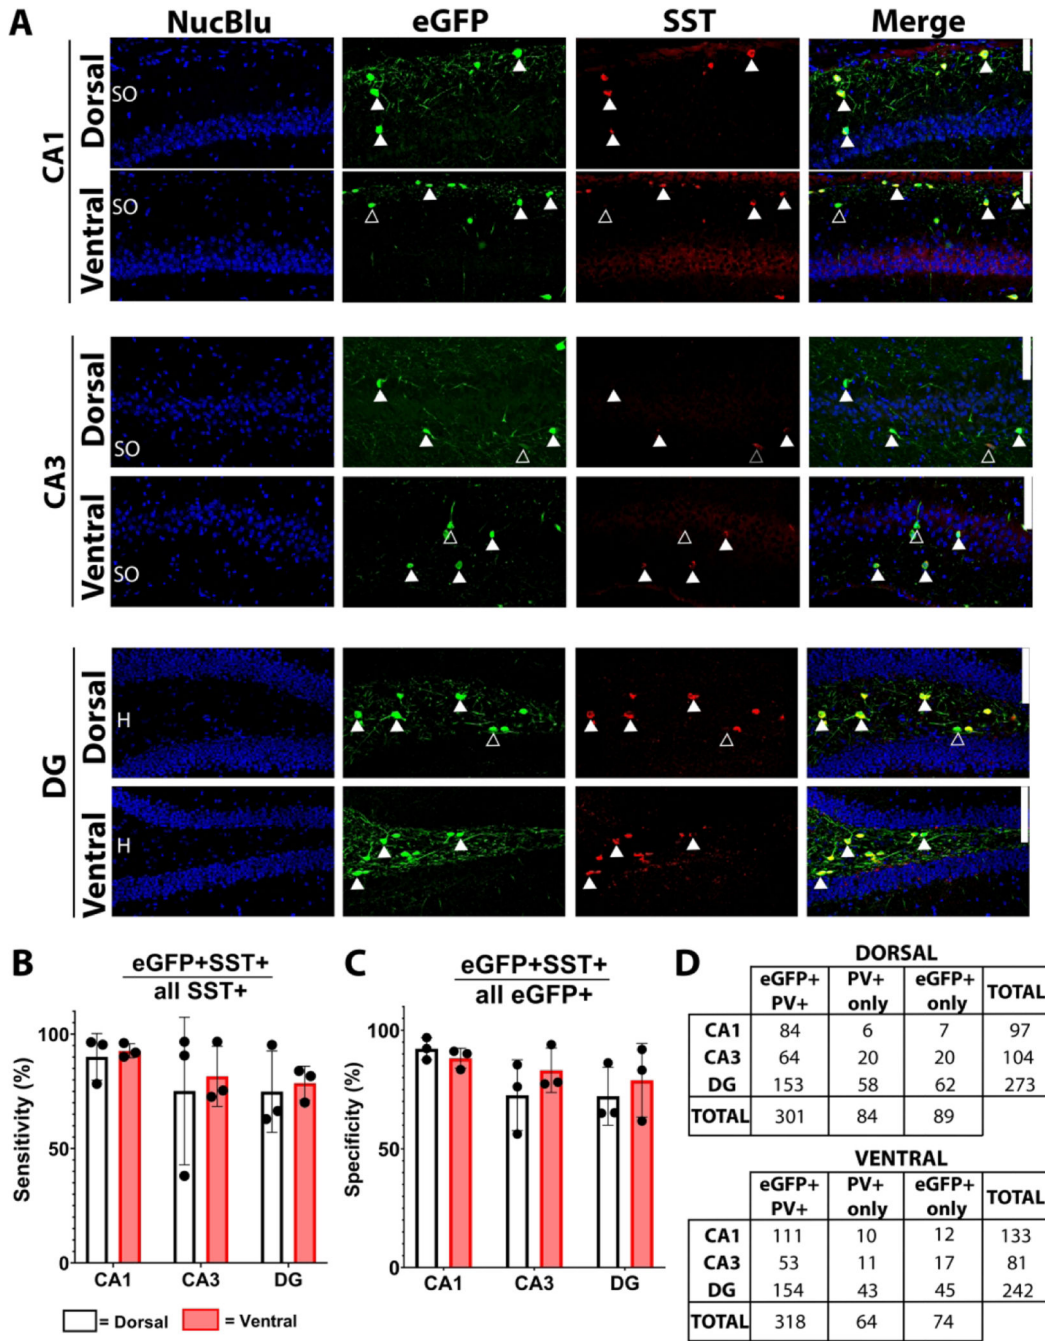 A
NucBlu eGFP SST Merge
CA1
Dorsal
SO
Ventral
SO
CA3
Dorsal
SO
Ventral
SO
DG
Dorsal
H
Ventral
H
B
eGFP+SST+
all SST+
Sensitivity (%)
100
50
0
CA1 CA3 DG
= Dorsal = Ventral
C
eGFP+SST+
all eGFP+
Specificity (%)
100
50
0
CA1 CA3 DG
D
DORSAL
eGFP+ PV+ eGFP+ TOTAL
PV+ only only
CA1 84 6 7 97
CA3 64 20 20 104
DG 153 58 62 273
TOTAL 301 84 89
VENTRAL
eGFP+ PV+ eGFP+ TOTAL
PV+ only only
CA1 111 10 12 133
CA3 53 11 17 81
DG 154 43 45 242
TOTAL 318 64 74